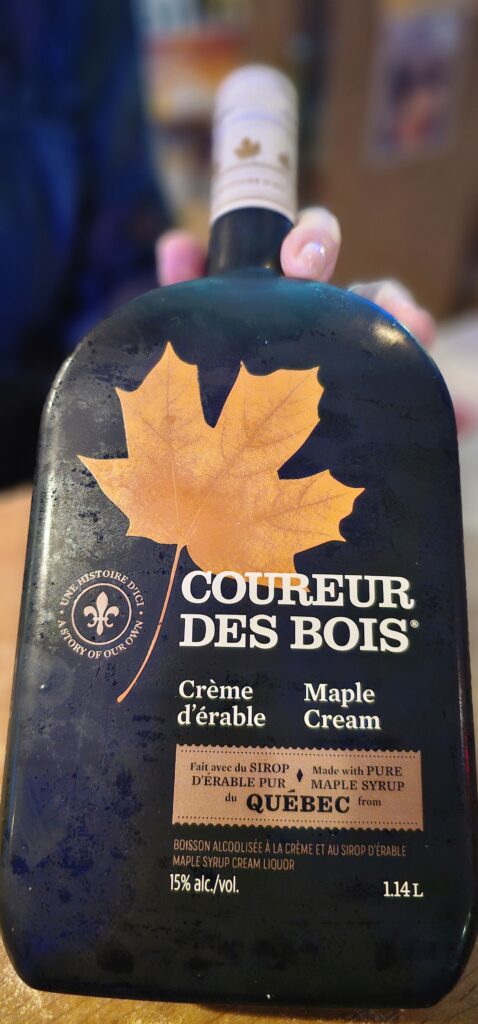 UNE HISTOIRE D'ICI
A STORY OF OUR OWN
COUREUR
DES BOIS®
Crème Maple
d'érable Cream
Fait avec du SIROP Made with PURE
D'ÉRABLE PUR MAPLE SYRUP
du QUÉBEC from
BOISSON ALCOOLISÉE À LA CRÈME ET AU SIROP D'ÉRABLE
MAPLE SYRUP CREAM LIQUOR
15% alc./vol. 1.14 L